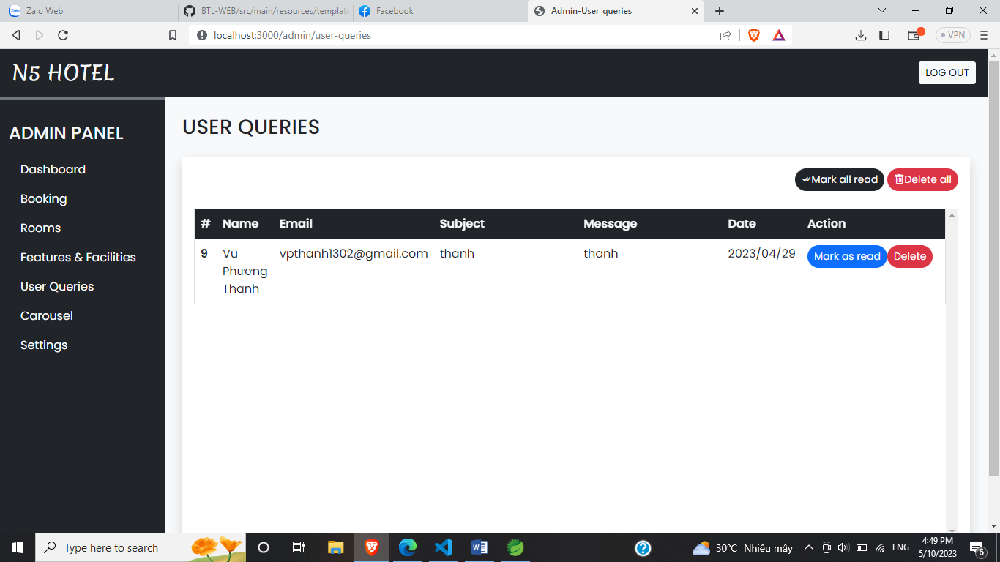 Zalo Web
BTL-WEB/src/main/resources/template
Facebook
Admin-User_queries
localhost:3000/admin/user-queries
VPN
N5 HOTEL
LOG OUT
ADMIN PANEL
Dashboard
Booking
Rooms
Features & Facilities
User Queries
Carousel
Settings
USER QUERIES
Mark all read
Delete all
# Name Email Subject Message Date Action
9 Vũ vpthanh1302@gmail.com thanh thanh 2023/04/29 Mark as read Delete
Phương
Thanh
Type here to search
30°C Nhiều mây
ENG
4:49 PM
5/10/2023
6